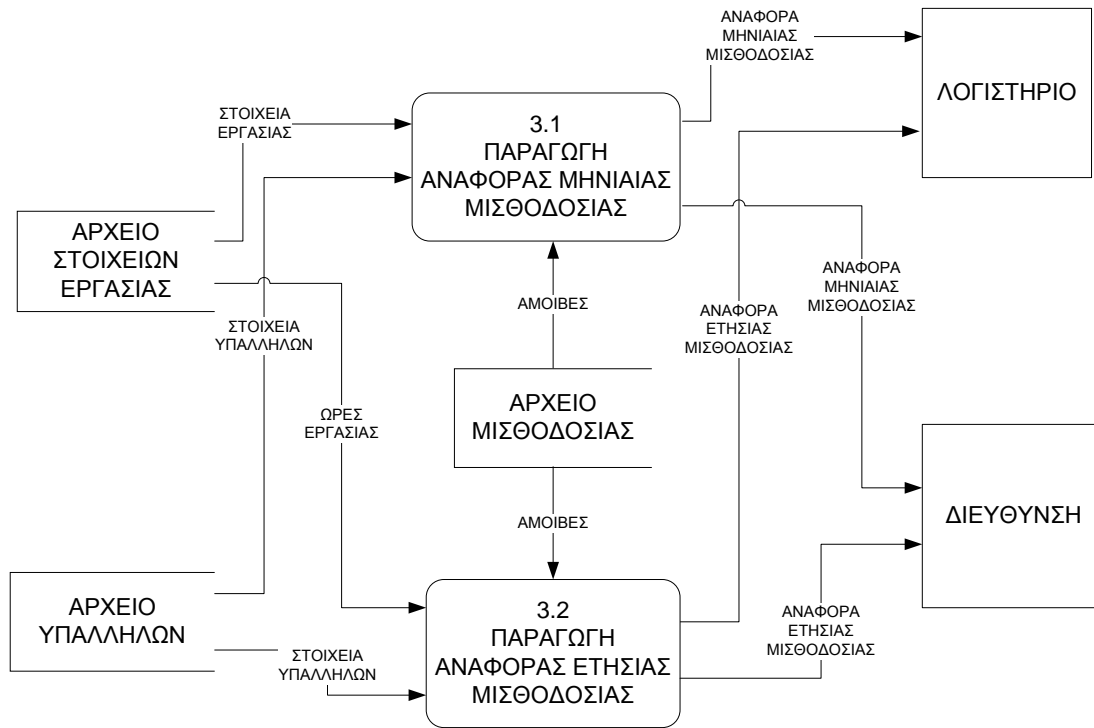 ΑΝΑΦΟΡΑ
ΜΗΝΙΑΙΑΣ
ΜΙΣΘΟΔΟΣΙΑΣ
ΛΟΓΙΣΤΗΡΙΟ
ΣΤΟΙΧΕΙΑ
ΕΡΓΑΣΙΑΣ
3.1
ΠΑΡΑΓΩΓΗ
ΑΝΑΦΟΡΑΣ ΜΗΝΙΑΙΑΣ
ΜΙΣΘΟΔΟΣΙΑΣ
ΑΡΧΕΙΟ
ΣΤΟΙΧΕΙΩΝ
ΕΡΓΑΣΙΑΣ
ΑΝΑΦΟΡΑ
ΜΗΝΙΑΙΑΣ
ΜΙΣΘΟΔΟΣΙΑΣ
ΑΜΟΙΒΕΣ
ΑΝΑΦΟΡΑ
ΕΤΗΣΙΑΣ
ΜΙΣΘΟΔΟΣΙΑΣ
ΣΤΟΙΧΕΙΑ
ΥΠΑΛΛΗΛΩΝ
ΑΡΧΕΙΟ
ΜΙΣΘΟΔΟΣΙΑΣ
ΩΡΕΣ
ΕΡΓΑΣΙΑΣ
ΑΜΟΙΒΕΣ
ΔΙΕΥΘΥΝΣΗ
ΑΡΧΕΙΟ
ΥΠΑΛΛΗΛΩΝ
3.2
ΠΑΡΑΓΩΓΗ
ΑΝΑΦΟΡΑΣ ΕΤΗΣΙΑΣ
ΜΙΣΘΟΔΟΣΙΑΣ
ΣΤΟΙΧΕΙΑ
ΥΠΑΛΛΗΛΩΝ
ΑΝΑΦΟΡΑ
ΕΤΗΣΙΑΣ
ΜΙΣΘΟΔΟΣΙΑΣ